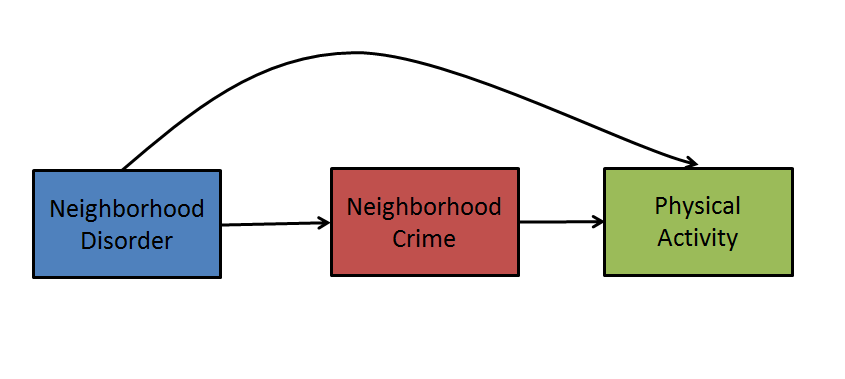 Neighborhood
Disorder
Neighborhood
Crime
Physical
Activity